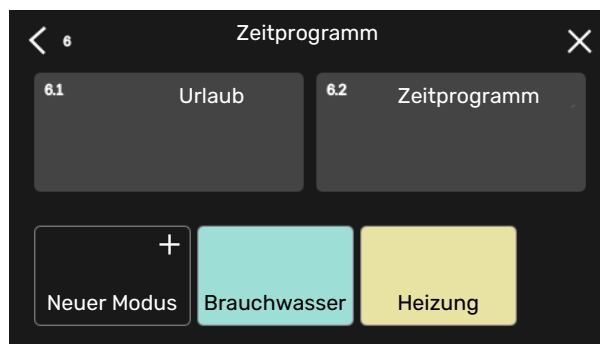 6 Zeitprogramm
6.1 Urlaub
6.2 Zeitprogramm
Neuer Modus
Brauchwasser
Heizung